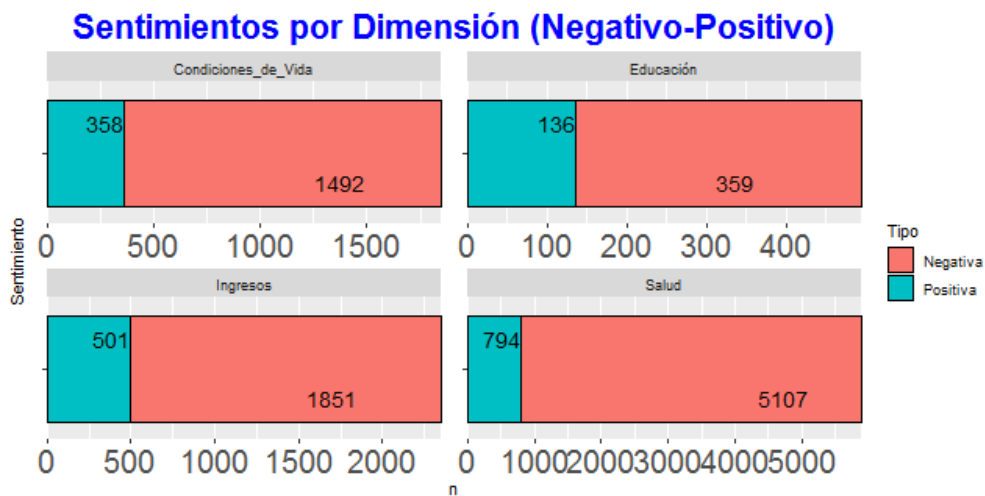 Sentimientos por Dimensión (Negativo-Positivo)
Condiciones_de_Vida
Educación
358
1492
136
359
0 500 1000 1500
0 100 200 300 400
Sentimiento
Ingresos
Salud
501
1851
794
5107
0 500 1000 1500 2000
0 1000 2000 3000 4000 5000
n
Tipo
Negativa
Positiva